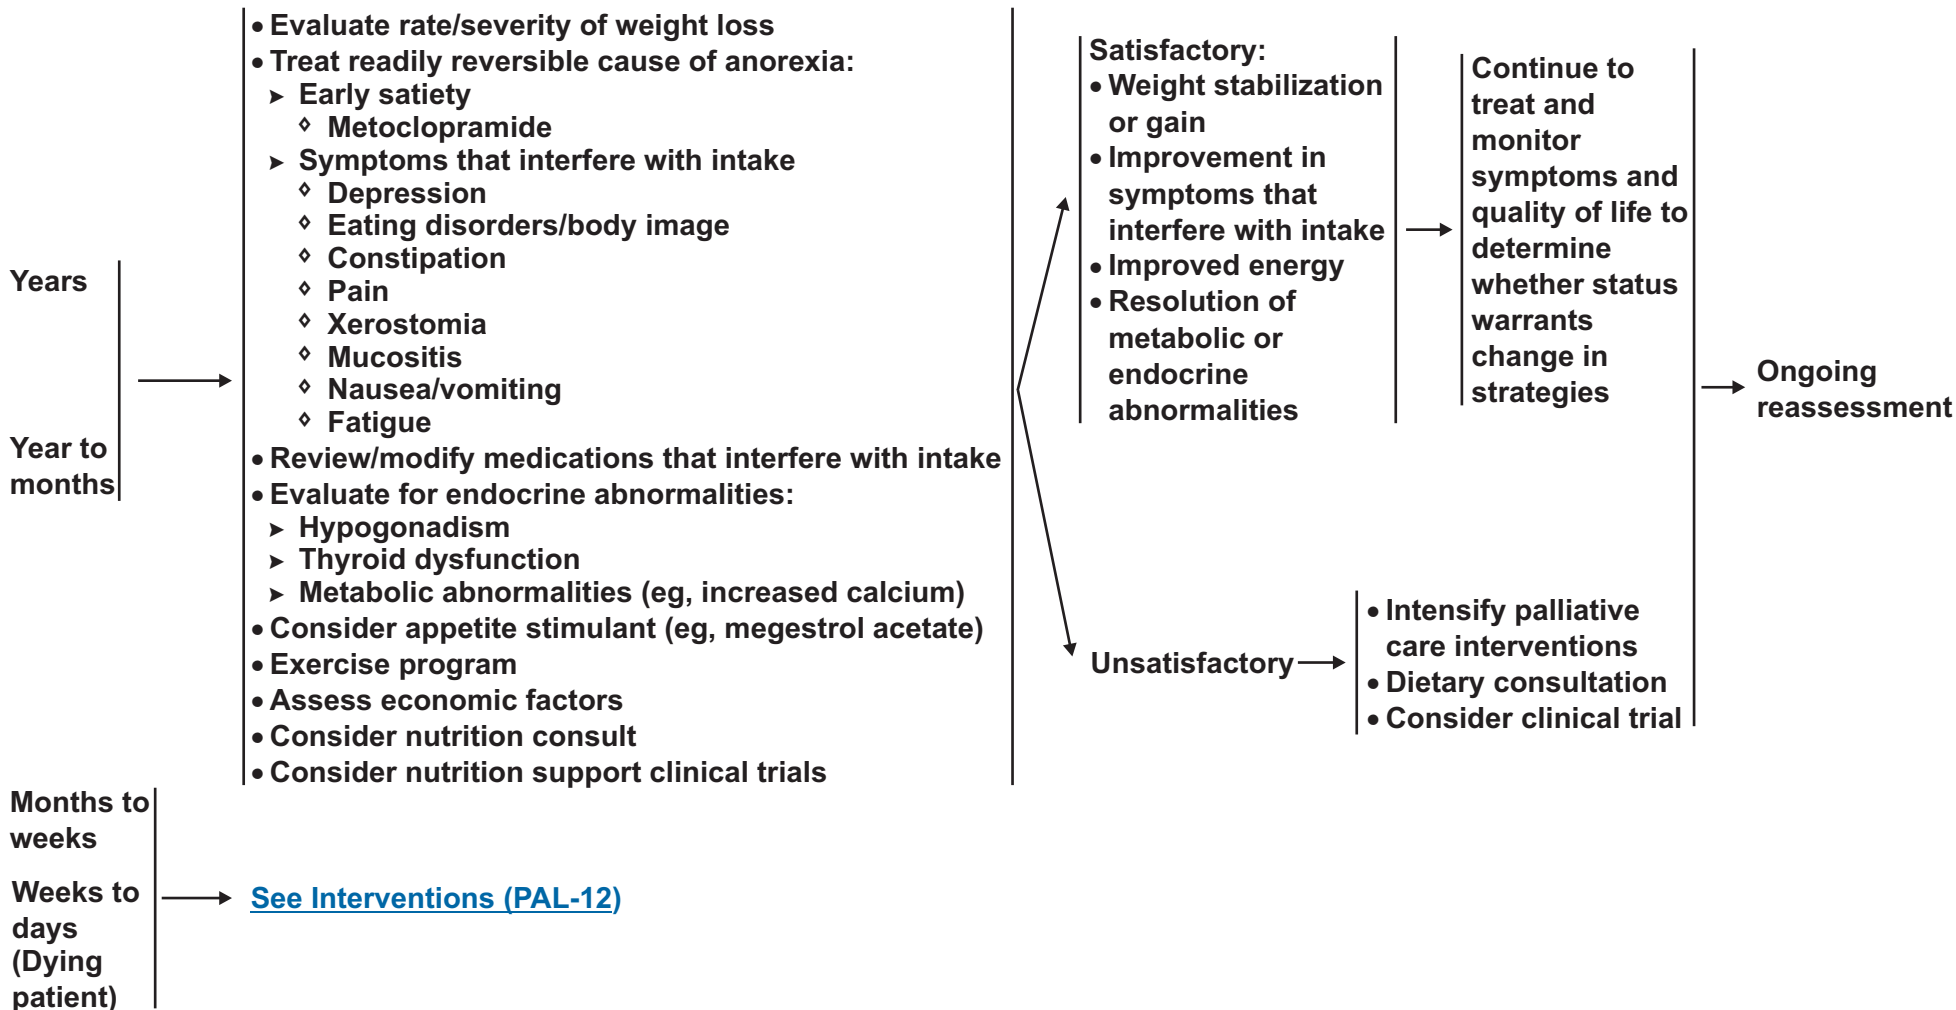 Years
Year to
months
• Evaluate rate/severity of weight loss
• Treat readily reversible cause of anorexia:
➤ Early satiety
◊ Metoclopramide
➤ Symptoms that interfere with intake
◊ Depression
◊ Eating disorders/body image
◊ Constipation
◊ Pain
◊ Xerostomia
◊ Mucositis
◊ Nausea/vomiting
◊ Fatigue
• Review/modify medications that interfere with intake
• Evaluate for endocrine abnormalities:
➤ Hypogonadism
➤ Thyroid dysfunction
➤ Metabolic abnormalities (eg, increased calcium)
• Consider appetite stimulant (eg, megestrol acetate)
• Exercise program
• Assess economic factors
• Consider nutrition consult
• Consider nutrition support clinical trials
Satisfactory:
• Weight stabilization
or gain
• Improvement in
symptoms that
interfere with intake
• Improved energy
• Resolution of
metabolic or
endocrine
abnormalities
Continue to
treat and
monitor
symptoms and
quality of life to
determine
whether status
warrants
change in
strategies
Unsatisfactory
• Intensify palliative
care interventions
• Dietary consultation
• Consider clinical trial
Ongoing
reassessment
Months to
weeks
Weeks to
days
(Dying
patient)
See Interventions (PAL-12)